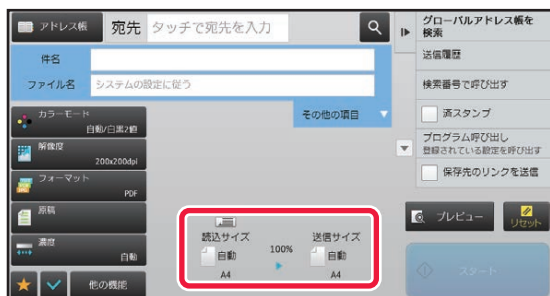 アドレス帳
宛先
タッチで宛先を入力
グローバルアドレス帳を
検索
件名
送信履歴
ファイル名
システムの設定に従う
検索番号で呼び出す
その他の項目
済スタンプ
カラーモード
自動/白黒2値
プログラム呼び出し
登録されている設定を呼び出す
解像度
200x200dpi
保存先のリンクを送信
フォーマット
PDF
原稿
プレビュー
リセット
読込サイズ
送信サイズ
自動
100%
自動
A4
A4
濃度
自動
スタート
他の機能